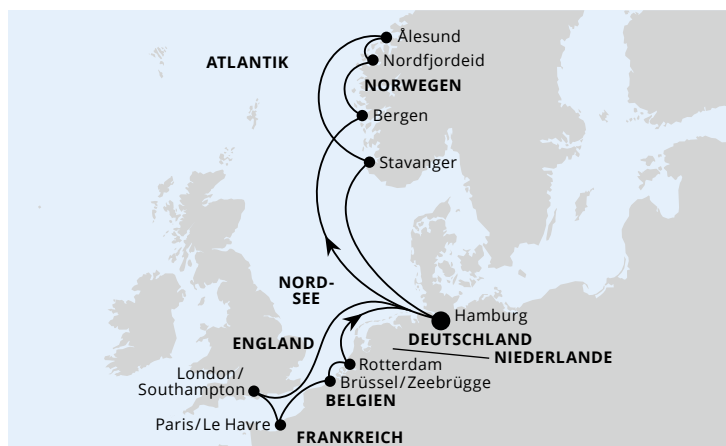 Ålesund
ATLANTIK
Nordfjordeid
NORWEGEN
Bergen
Stavanger
NORD-
SEE
Hamburg
DEUTSCHLAND
ENGLAND
NIEDERLANDE
Rotterdam
London/
Southampton
Brüssel/Zeebrügge
BELGIEN
Paris/Le Havre
FRANKREICH